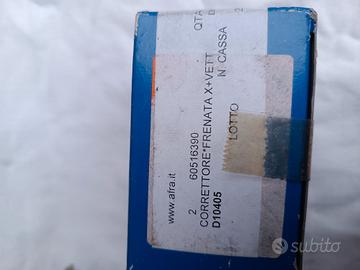 www.afra.it
QTA
2 60516390
CORRETTORE*FRENATA X+VETT
D10405
LOTTO
N CASSA
subito